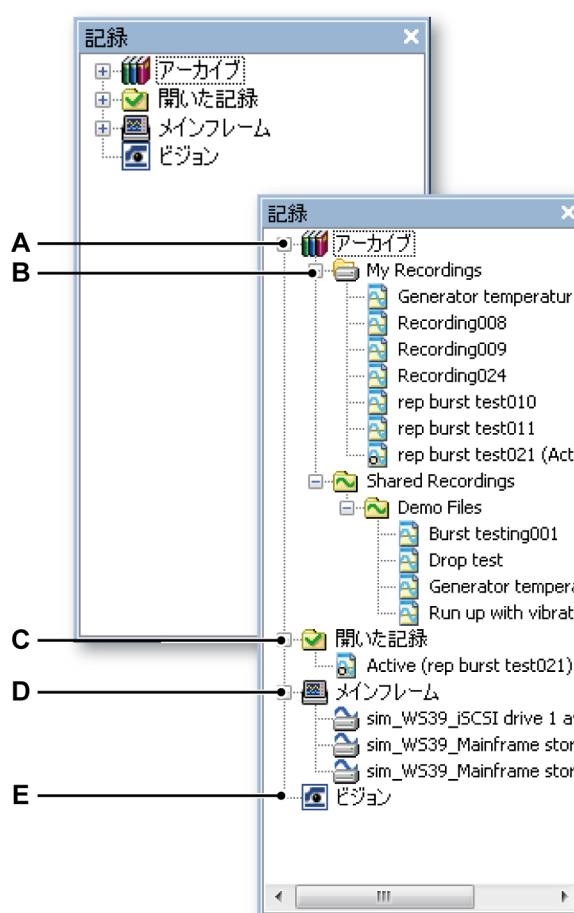 記録
アーカイブ
開いた記録
メインフレーム
ビジョン
記録
A
アーカイブ
B
My Recordings
Generator temperatur
Recording008
Recording009
Recording024
rep burst test010
rep burst test011
rep burst test021 (Act
Shared Recordings
Demo Files
Burst testing001
Drop test
Generator tempera
Run up with vibrat
C
開いた記録
Active (rep burst test021)
D
メインフレーム
sim_WS39_iSCSI drive 1 a
sim_WS39_Mainframe stor
sim_WS39_Mainframe stor
E
ビジョン